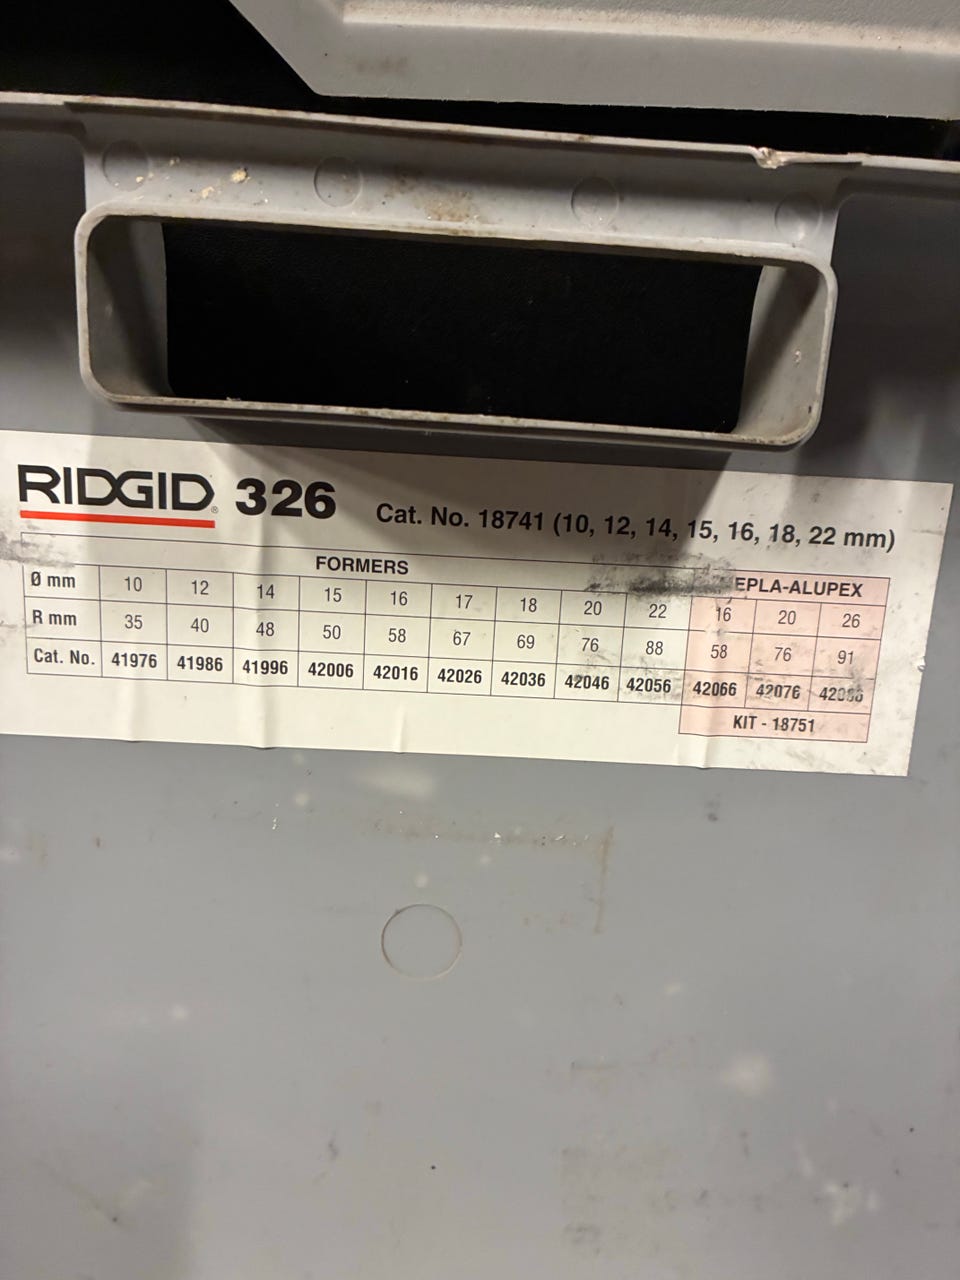 RIDGID® 326 Cat. No. 18741 (10, 12, 14, 15, 16, 18, 22 mm)
FORMERS EPLA-ALUPEX
Ø mm 10 12 14 15 16 17 18 20 22 16 20 26
R mm 35 40 48 50 58 67 69 76 88 58 76 91
Cat. No. 41976 41986 41996 42006 42016 42026 42036 42046 42056 42066 42076
KIT - 18751